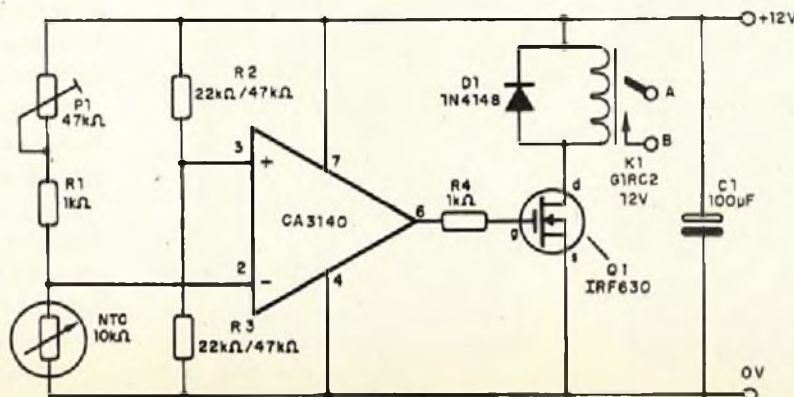 +12V
P1
47kΩ
R2
22kΩ/47kΩ
D1
1N4148
A
B
K1
G1RC2
12V
C1
100µF
R1
1kΩ
3
+
7
CA3140
6
R4
1kΩ
d
g
s
Q1
IRF630
2
-
4
NTC
10kΩ
R3
22kΩ/47kΩ
0V